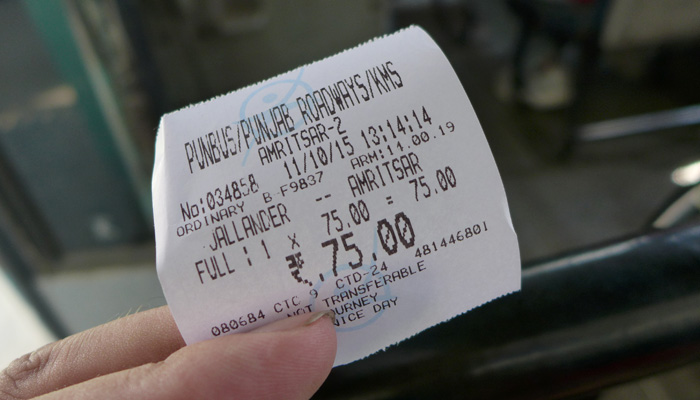 PUNBUS/PUNJAB ROADWAYS/KMS
AMRITSAR-2
No:034858 11/10/15 13:14:14
ORDINARY B-F9837 ARM:14.00.19
JALLANDER -- AMRITSAR
FULL : 1 X 75.00 = 75.00
₹.75.00
080684 CTC 9 CTD-24 481446801
NOT TRANSFERABLE
OURNEY
NICE DAY